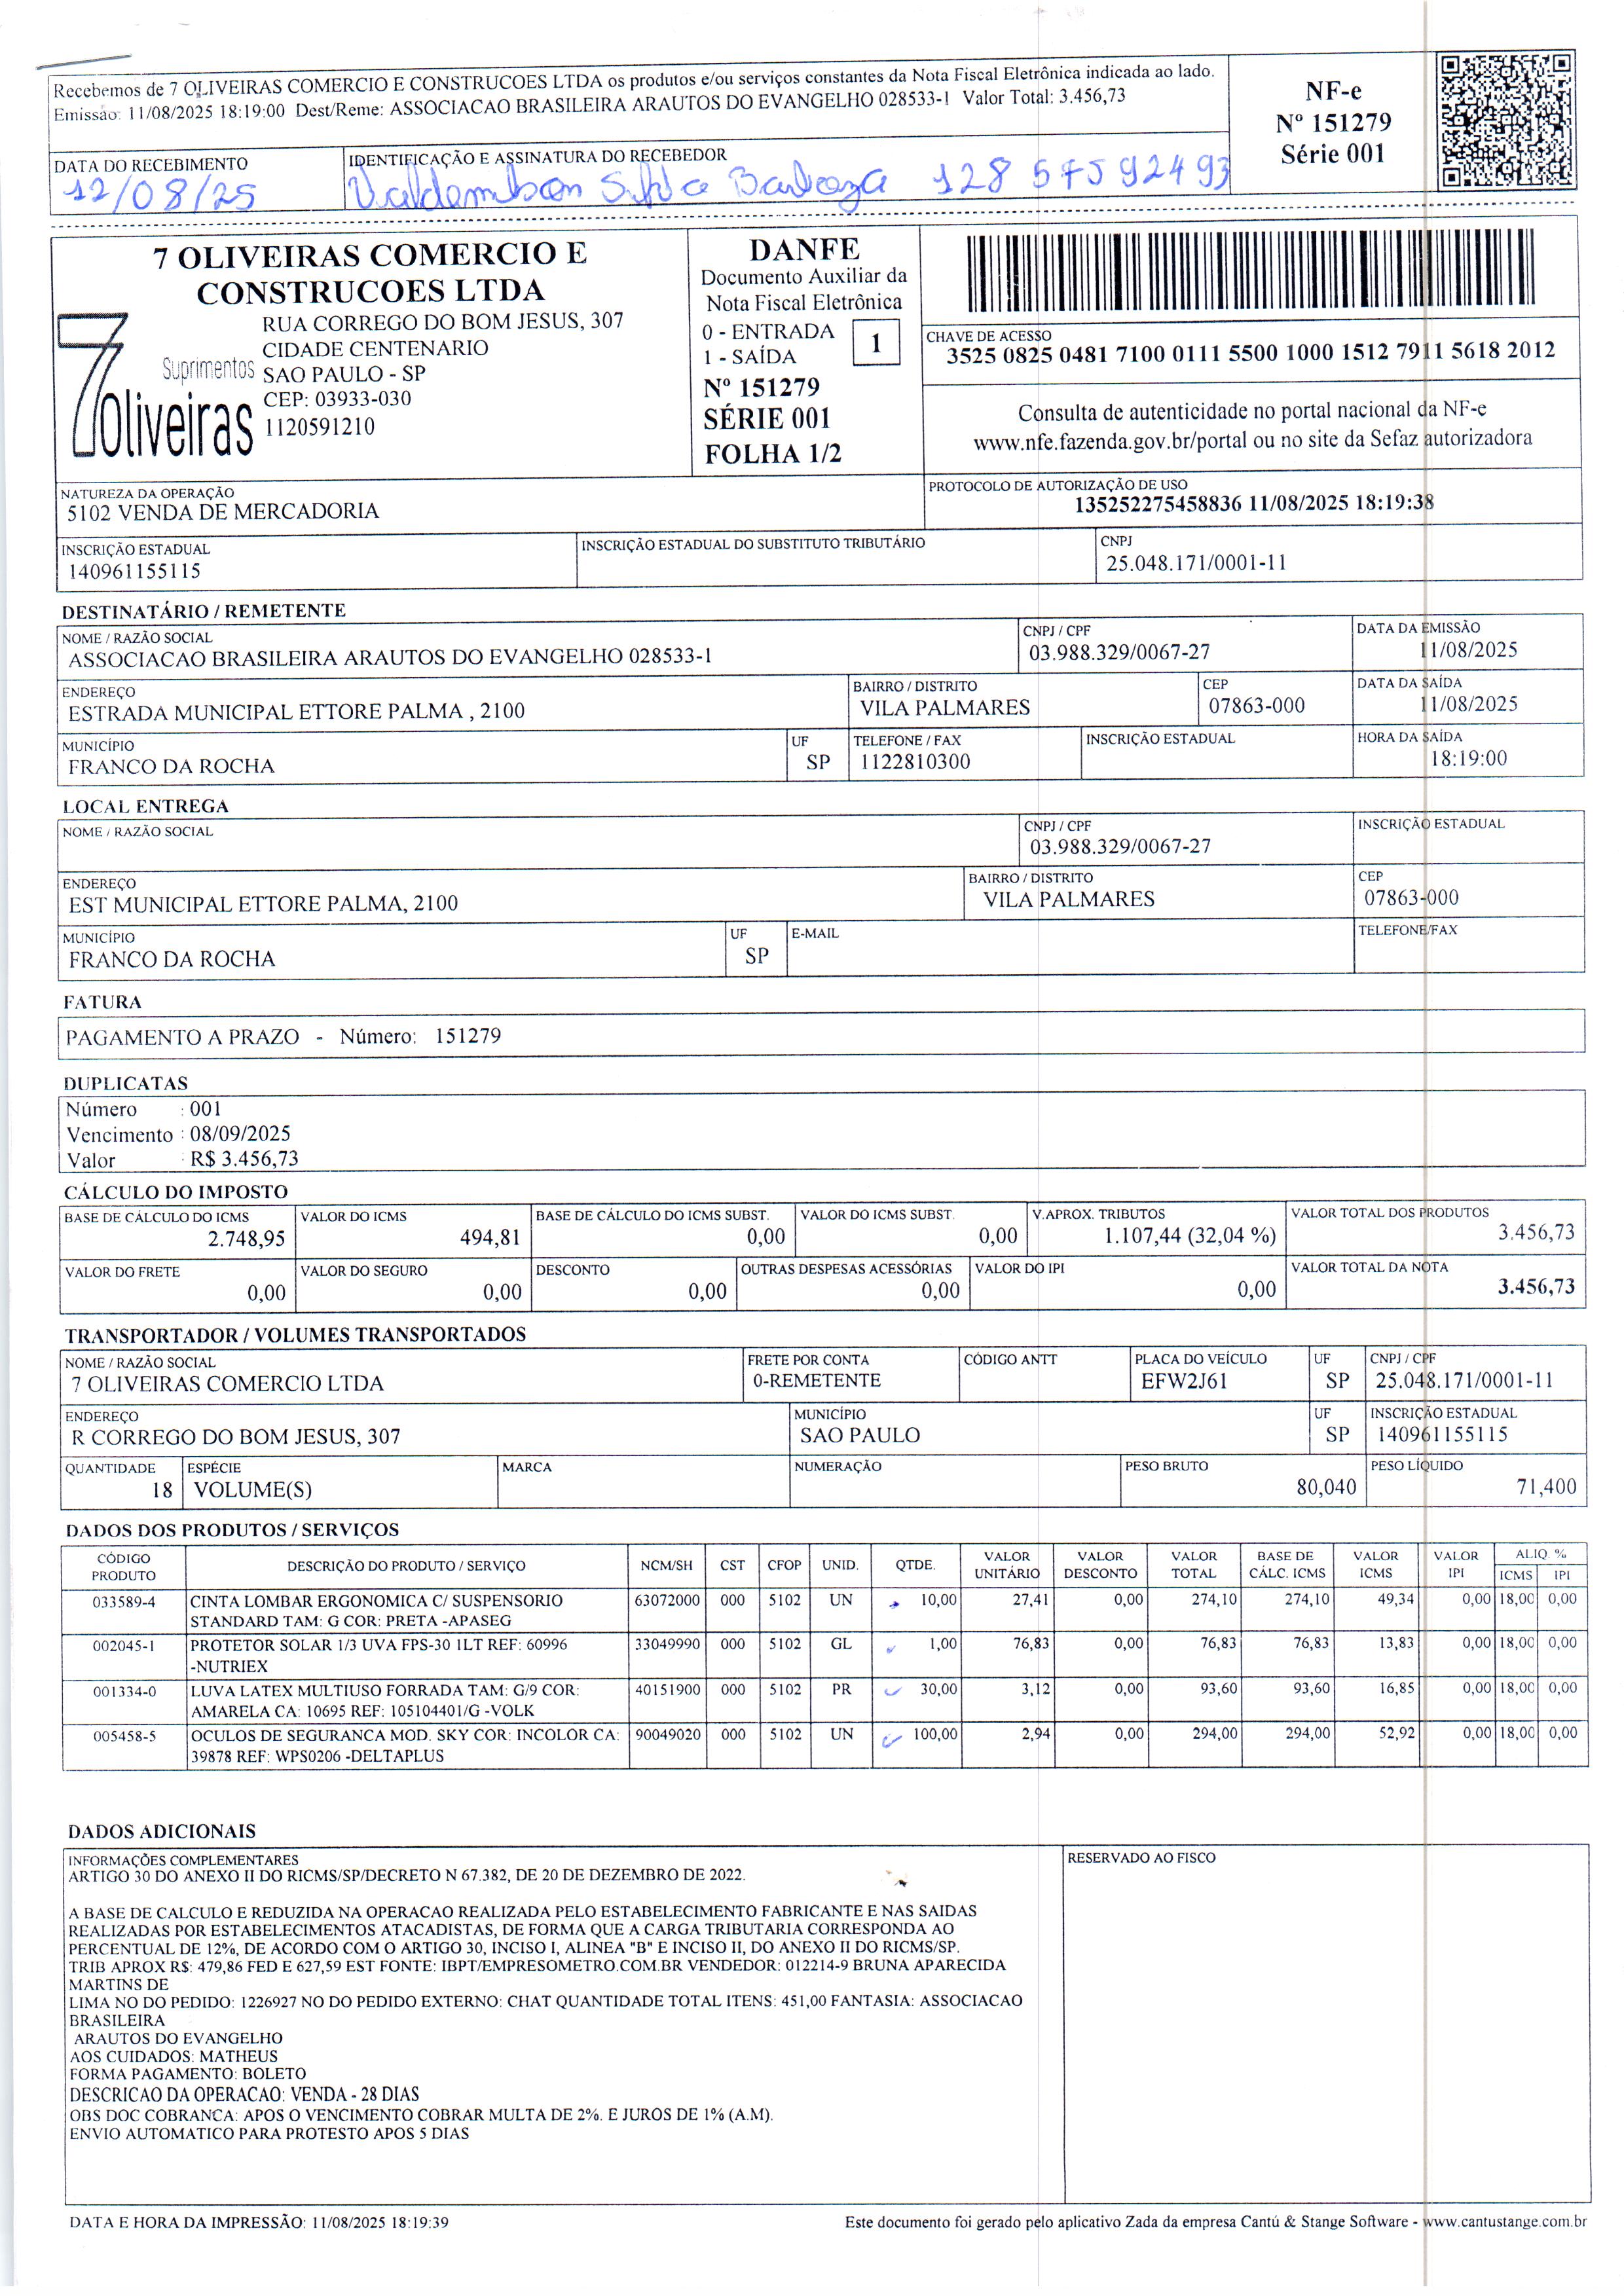 Recebemos de 7 OLIVEIRAS COMERCIO E CONSTRUCOES LTDA os produtos e/ou serviços constantes da Nota Fiscal Eletrônica indicada ao lado.
Emissão: 11/08/2025 18:19:00 Dest/Reme: ASSOCIACAO BRASILEIRA ARAUTOS DO EVANGELHO 028533-1 Valor Total: 3.456,73
NF-e
Nº 151279
Série 001
DATA DO RECEBIMENTO
12/08/25
IDENTIFICAÇÃO E ASSINATURA DO RECEBEDOR
Silva Barboza 128 575 924 93
7 OLIVEIRAS COMERCIO E
CONSTRUCOES LTDA
RUA CORREGO DO BOM JESUS, 307
CIDADE CENTENARIO
SAO PAULO - SP
CEP: 03933-030
1120591210
7 Oliveiras
Suprimentos
DANFE
Documento Auxiliar da
Nota Fiscal Eletrônica
0 - ENTRADA
1 - SAÍDA
1
Nº 151279
SÉRIE 001
FOLHA 1/2
CHAVE DE ACESSO
3525 0825 0481 7100 0111 5500 1000 1512 7911 5618 2012
Consulta de autenticidade no portal nacional da NF-e
www.nfe.fazenda.gov.br/portal ou no site da Sefaz autorizadora
NATUREZA DA OPERAÇÃO
5102 VENDA DE MERCADORIA
PROTOCOLO DE AUTORIZAÇÃO DE USO
135252275458836 11/08/2025 18:19:38
INSCRIÇÃO ESTADUAL
140961155115
INSCRIÇÃO ESTADUAL DO SUBSTITUTO TRIBUTÁRIO
CNPJ
25.048.171/0001-11
DESTINATÁRIO / REMETENTE
NOME / RAZÃO SOCIAL
ASSOCIACAO BRASILEIRA ARAUTOS DO EVANGELHO 028533-1
CNPJ / CPF
03.988.329/0067-27
DATA DA EMISSÃO
11/08/2025
ENDEREÇO
ESTRADA MUNICIPAL ETTORE PALMA , 2100
BAIRRO / DISTRITO
VILA PALMARES
CEP
07863-000
DATA DA SAÍDA
11/08/2025
MUNICÍPIO
FRANCO DA ROCHA
UF
SP
TELEFONE / FAX
1122810300
INSCRIÇÃO ESTADUAL
HORA DA SAÍDA
18:19:00
LOCAL ENTREGA
NOME / RAZÃO SOCIAL
CNPJ / CPF
03.988.329/0067-27
INSCRIÇÃO ESTADUAL
ENDEREÇO
EST MUNICIPAL ETTORE PALMA, 2100
BAIRRO / DISTRITO
VILA PALMARES
CEP
07863-000
MUNICÍPIO
FRANCO DA ROCHA
UF
SP
E-MAIL
TELEFONE/FAX
FATURA
PAGAMENTO A PRAZO - Número: 151279
DUPLICATAS
Número : 001
Vencimento : 08/09/2025
Valor : R$ 3.456,73
CÁLCULO DO IMPOSTO
BASE DE CÁLCULO DO ICMS
2.748,95
VALOR DO ICMS
494,81
BASE DE CÁLCULO DO ICMS SUBST.
0,00
VALOR DO ICMS SUBST.
0,00
V.APROX. TRIBUTOS
1.107,44 (32,04 %)
VALOR TOTAL DOS PRODUTOS
3.456,73
VALOR DO FRETE
0,00
VALOR DO SEGURO
0,00
DESCONTO
0,00
OUTRAS DESPESAS ACESSÓRIAS
0,00
VALOR DO IPI
0,00
VALOR TOTAL DA NOTA
3.456,73
TRANSPORTADOR / VOLUMES TRANSPORTADOS
NOME / RAZÃO SOCIAL
7 OLIVEIRAS COMERCIO LTDA
FRETE POR CONTA
0-REMETENTE
CÓDIGO ANTT
PLACA DO VEÍCULO
EFW2J61
UF
SP
CNPJ / CPF
25.048.171/0001-11
ENDEREÇO
R CORREGO DO BOM JESUS, 307
MUNICÍPIO
SAO PAULO
UF
SP
INSCRIÇÃO ESTADUAL
140961155115
QUANTIDADE
18
ESPÉCIE
VOLUME(S)
MARCA
NUMERAÇÃO
PESO BRUTO
80,040
PESO LÍQUIDO
71,400
DADOS DOS PRODUTOS / SERVIÇOS
CÓDIGO PRODUTO DESCRIÇÃO DO PRODUTO / SERVIÇO NCM/SH CST CFOP UNID. QTDE. VALOR UNITÁRIO VALOR DESCONTO VALOR TOTAL BASE DE CÁLC. ICMS VALOR ICMS VALOR IPI ALIQ. % ICMS IPI
033589-4 CINTA LOMBAR ERGONOMICA C/ SUSPENSORIO 63072000 000 5102 UN 10,00 27,41 0,00 274,10 274,10 49,34 0,00 18,00 0,00
STANDARD TAM: G COR: PRETA -APASEG
002045-1 PROTETOR SOLAR 1/3 UVA FPS-30 1LT REF: 60996 33049990 000 5102 GL 1,00 76,83 0,00 76,83 76,83 13,83 0,00 18,00 0,00
-NUTRIEX
001334-0 LUVA LATEX MULTIUSO FORRADA TAM: G/9 COR: 40151900 000 5102 PR 30,00 3,12 0,00 93,60 93,60 16,85 0,00 18,00 0,00
AMARELA CA: 10695 REF: 105104401/G -VOLK
005458-5 OCULOS DE SEGURANCA MOD. SKY COR: INCOLOR CA: 90049020 000 5102 UN 100,00 2,94 0,00 294,00 294,00 52,92 0,00 18,00 0,00
39878 REF: WPS0206 -DELTAPLUS
DADOS ADICIONAIS
INFORMAÇÕES COMPLEMENTARES
RESERVADO AO FISCO
ARTIGO 30 DO ANEXO II DO RICMS/SP/DECRETO N 67.382, DE 20 DE DEZEMBRO DE 2022.
A BASE DE CALCULO E REDUZIDA NA OPERACAO REALIZADA PELO ESTABELECIMENTO FABRICANTE E NAS SAIDAS
REALIZADAS POR ESTABELECIMENTOS ATACADISTAS, DE FORMA QUE A CARGA TRIBUTARIA CORRESPONDA AO
PERCENTUAL DE 12%, DE ACORDO COM O ARTIGO 30, INCISO I, ALINEA "B" E INCISO II, DO ANEXO II DO RICMS/SP.
TRIB APROX R$: 479,86 FED E 627,59 EST FONTE: IBPT/EMPRESOMETRO.COM.BR VENDEDOR: 012214-9 BRUNA APARECIDA
MARTINS DE
LIMA NO DO PEDIDO: 1226927 NO DO PEDIDO EXTERNO: CHAT QUANTIDADE TOTAL ITENS: 451,00 FANTASIA: ASSOCIACAO
BRASILEIRA
ARAUTOS DO EVANGELHO
AOS CUIDADOS: MATHEUS
FORMA PAGAMENTO: BOLETO
DESCRICAO DA OPERACAO: VENDA - 28 DIAS
OBS DOC COBRANCA: APOS O VENCIMENTO COBRAR MULTA DE 2%. E JUROS DE 1% (A.M).
ENVIO AUTOMATICO PARA PROTESTO APOS 5 DIAS
DATA E HORA DA IMPRESSÃO: 11/08/2025 18:19:39
Este documento foi gerado pelo aplicativo Zada da empresa Cantú & Stange Software - www.cantustange.com.br